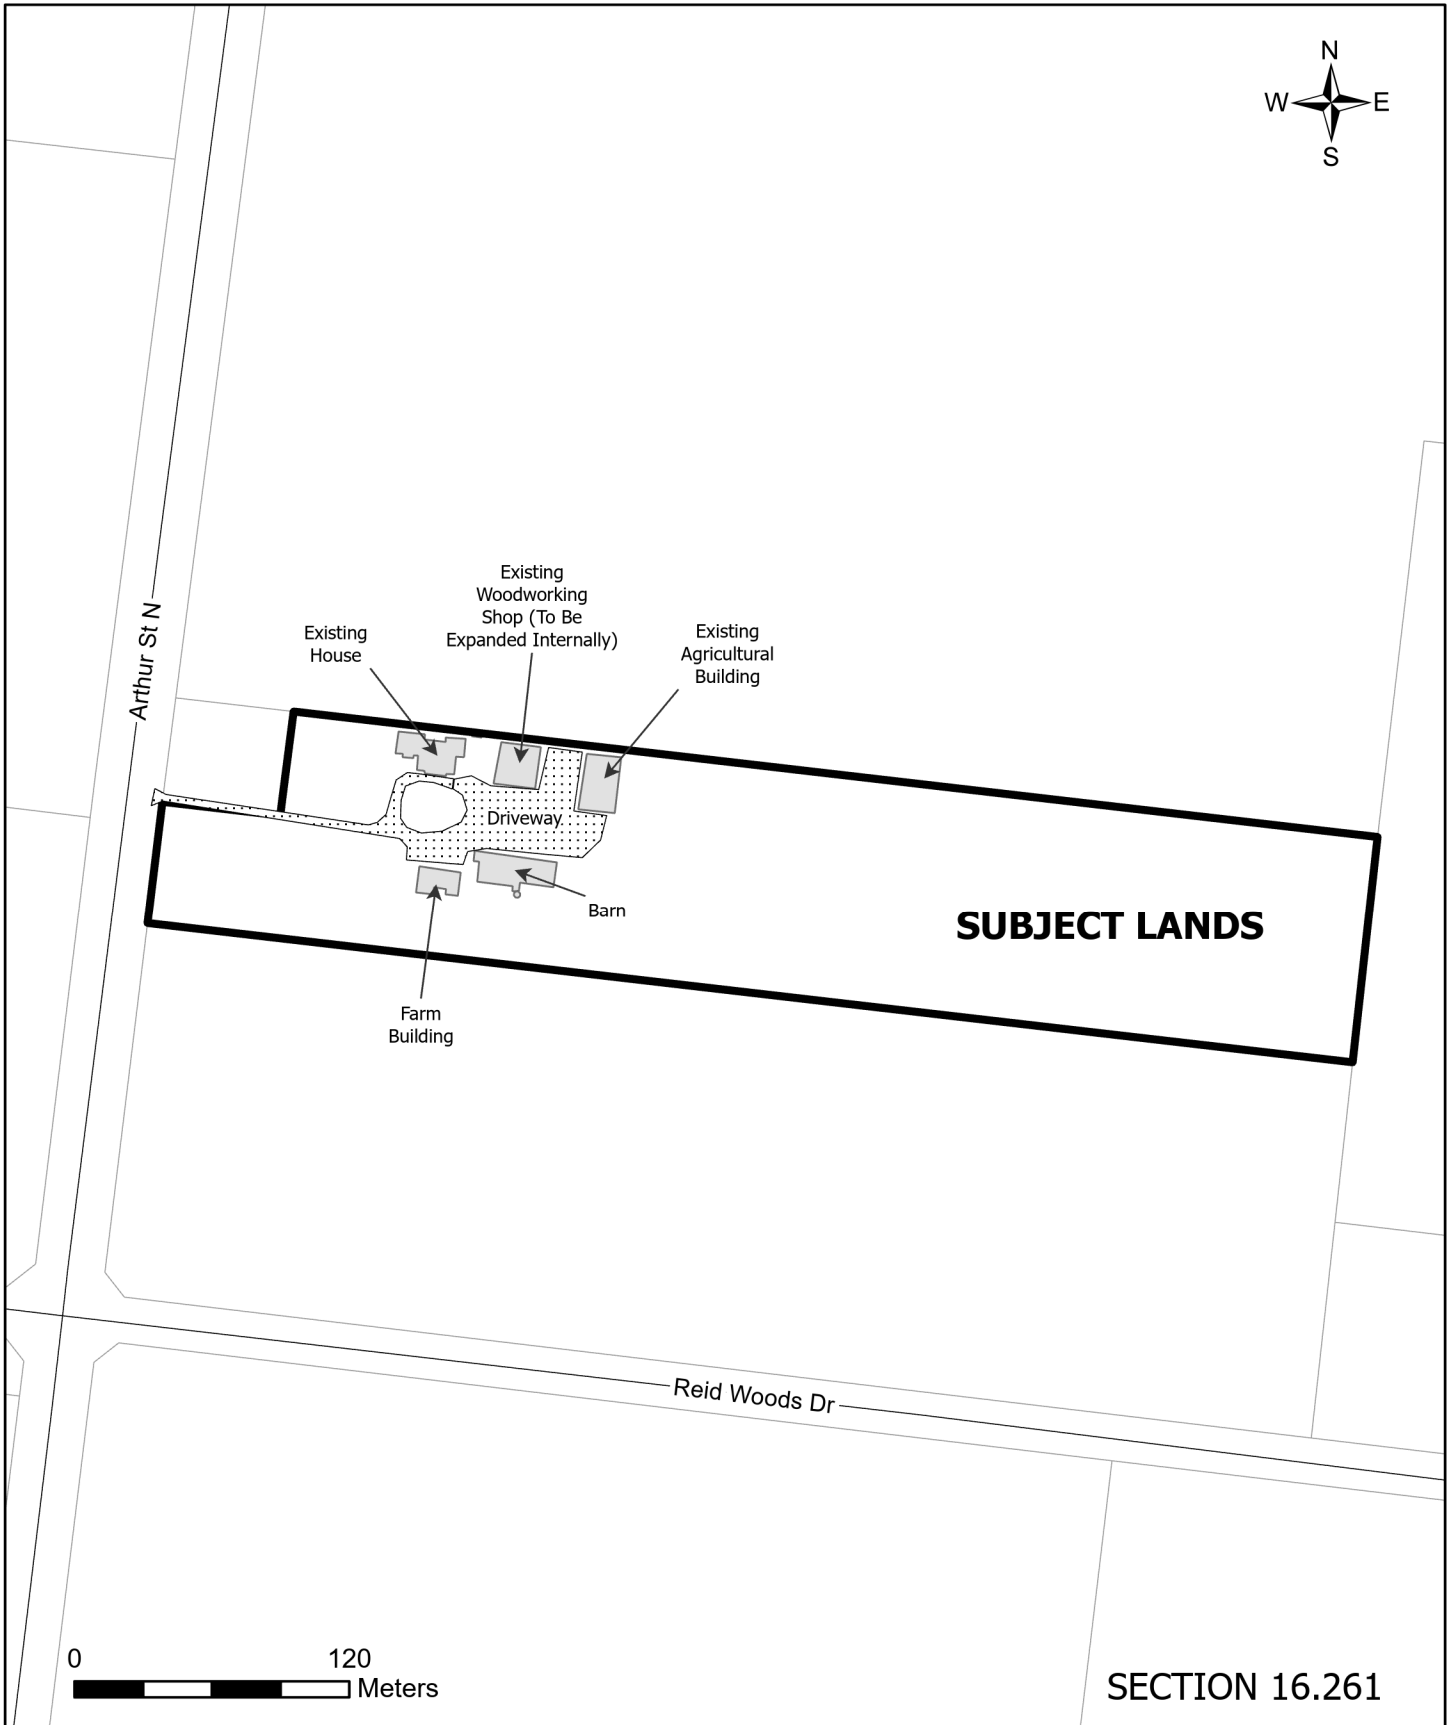 N
W E
S
Arthur St N
Existing
Woodworking
Shop (To Be
Expanded Internally)
Existing
House
Existing
Agricultural
Building
Driveway
Barn
SUBJECT LANDS
Farm
Building
Reid Woods Dr
0 120
Meters
SECTION 16.261